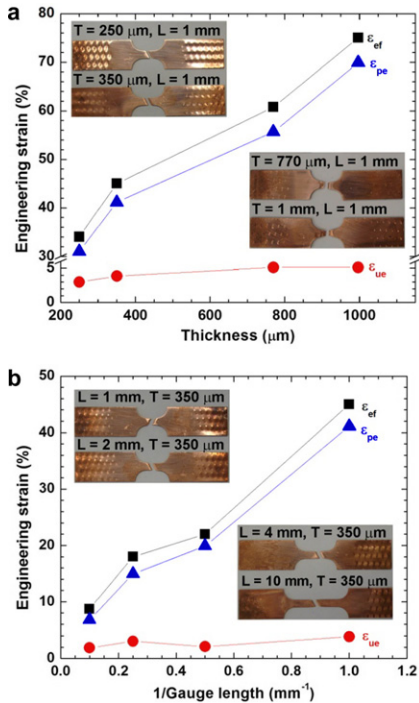 a
80
70
60
50
40
30
5
0
Engineering strain (%)
T = 250 μm, L = 1 mm
T = 350 μm, L = 1 mm
T = 770 μm, L = 1 mm
T = 1 mm, L = 1 mm
εef
εpe
εue
200 400 600 800 1000
Thickness (μm)
b
50
40
30
20
10
0
Engineering strain (%)
L = 1 mm, T = 350 μm
L = 2 mm, T = 350 μm
L = 4 mm, T = 350 μm
L = 10 mm, T = 350 μm
εef
εpe
εue
0.0 0.2 0.4 0.6 0.8 1.0 1.2
1/Gauge length (mm⁻¹)